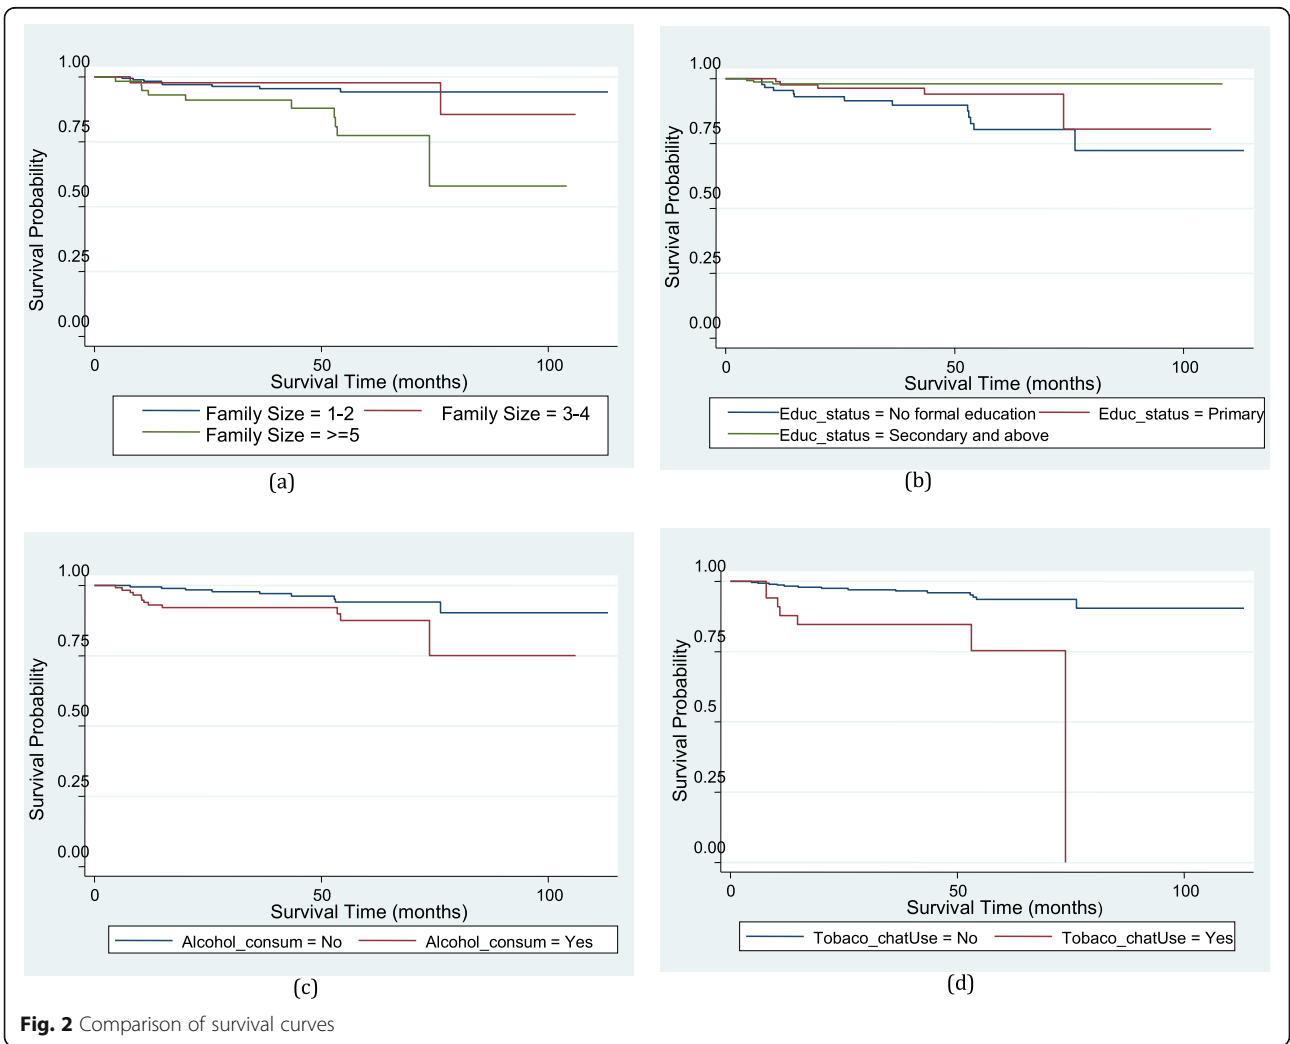 1.00
0.75
0.50
0.25
0.00
Survival Probability
0 50 100
Survival Time (months)
Family Size = 1-2 Family Size = 3-4
Family Size = >=5
(a)
1.00
0.75
0.50
0.25
0.00
Survival Probability
0 50 100
Survival Time (months)
Educ_status = No formal education Educ_status = Primary
Educ_status = Secondary and above
(b)
1.00
0.75
0.50
0.25
0.00
Survival Probability
0 50 100
Survival Time (months)
Alcohol_consum = No Alcohol_consum = Yes
(c)
1.00
0.75
0.5
0.25
0.00
Survival Probability
0 50 100
Survival Time (months)
Tobaco_chatUse = No Tobaco_chatUse = Yes
(d)
Fig. 2 Comparison of survival curves